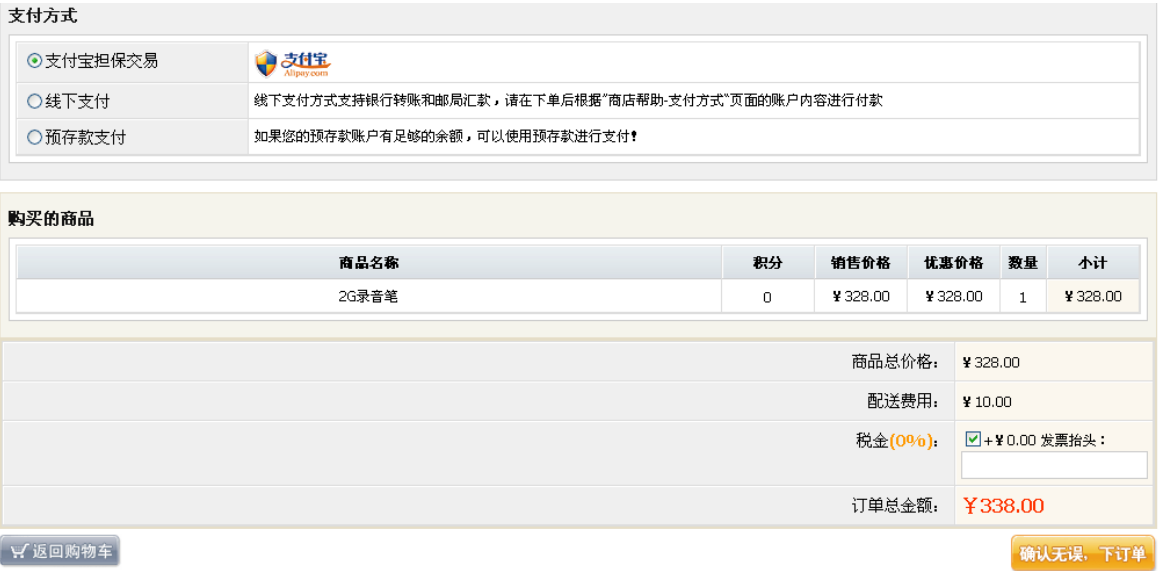 支付方式
支付宝担保交易 支付宝 Alipay.com
线下支付 线下支付方式支持银行转账和邮局汇款，请在下单后根据"商店帮助-支付方式"页面的账户内容进行付款
预存款支付 如果您的预存款账户有足够的余额，可以使用预存款进行支付！
购买的商品
商品名称 积分 销售价格 优惠价格 数量 小计
2G录音笔 0 ￥328.00 ￥328.00 1 ￥328.00
商品总价格： ￥328.00
配送费用： ￥10.00
税金(0%)： +￥0.00 发票抬头：
订单总金额： ￥338.00
返回购物车 确认无误，下订单